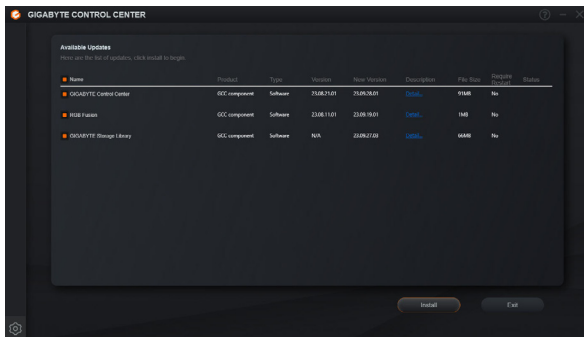 GIGABYTE CONTROL CENTER
Available Updates
Here are the list of updates, click install to begin.
Name Product Type Version New Version Description File Size Require Restart Status
GIGABYTE Control Center GCC component Software 23.08.21.01 23.09.28.01 Detail... 91MB No
RGB Fusion GCC component Software 23.08.11.01 23.09.19.01 Detail... 1MB No
GIGABYTE Storage Library GCC component Software N/A 23.09.27.03 Detail... 66MB No
Install Exit